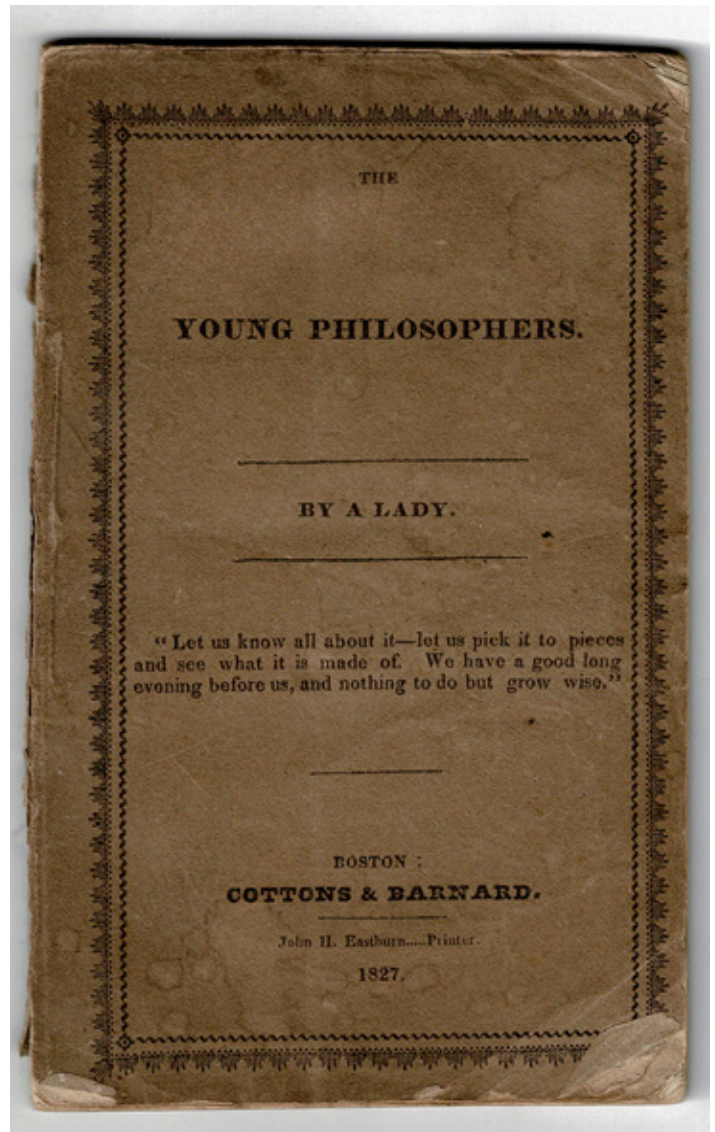 THE
YOUNG PHILOSOPHERS.
BY A LADY.
“Let us know all about it—let us pick it to pieces
and see what it is made of. We have a good long
evening before us, and nothing to do but grow wise.”
BOSTON :
COTTONS & BARNARD.
John H. Eastburn.....Printer.
1827.